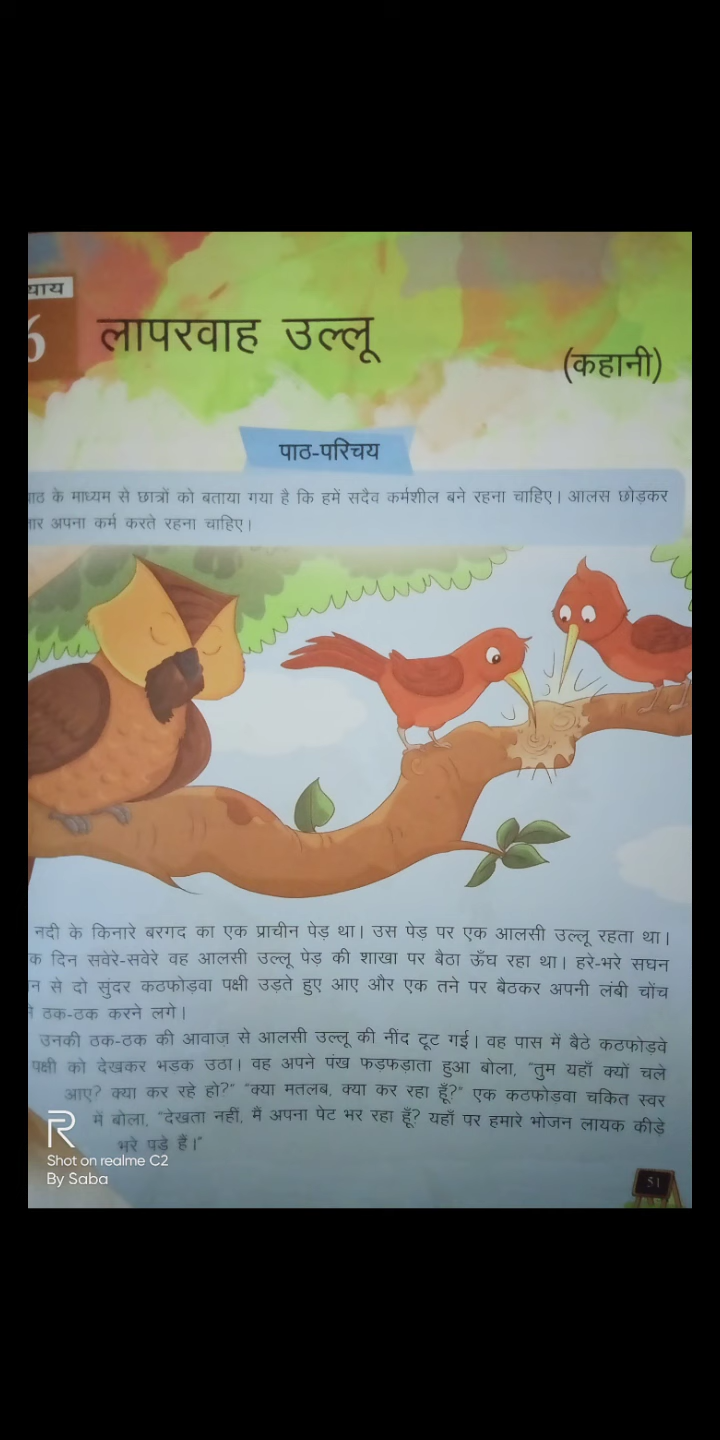 याय
6
लापरवाह उल्लू
(कहानी)
पाठ-परिचय
पाठ के माध्यम से छात्रों को बताया गया है कि हमें सदैव कर्मशील बने रहना चाहिए। आलस छोड़कर
तार अपना कर्म करते रहना चाहिए।
नदी के किनारे बरगद का एक प्राचीन पेड़ था। उस पेड़ पर एक आलसी उल्लू रहता था।
क दिन सवेरे-सवेरे वह आलसी उल्लू पेड़ की शाखा पर बैठा ऊँघ रहा था। हरे-भरे सघन
न से दो सुंदर कठफोड़वा पक्षी उड़ते हुए आए और एक तने पर बैठकर अपनी लंबी चोंच
से ठक-ठक करने लगे।
उनकी ठक-ठक की आवाज़ से आलसी उल्लू की नींद टूट गई। वह पास में बैठे कठफोड़वे
पक्षी को देखकर भडक उठा। वह अपने पंख फड़फड़ाता हुआ बोला, "तुम यहाँ क्यों चले
आए? क्या कर रहे हो?" "क्या मतलब, क्या कर रहा हूँ?" एक कठफोड़वा चकित स्वर
में बोला, "देखता नहीं, मैं अपना पेट भर रहा हूँ? यहाँ पर हमारे भोजन लायक कीड़े
भरे पड़े हैं।"
R
Shot on realme C2
By Saba
51